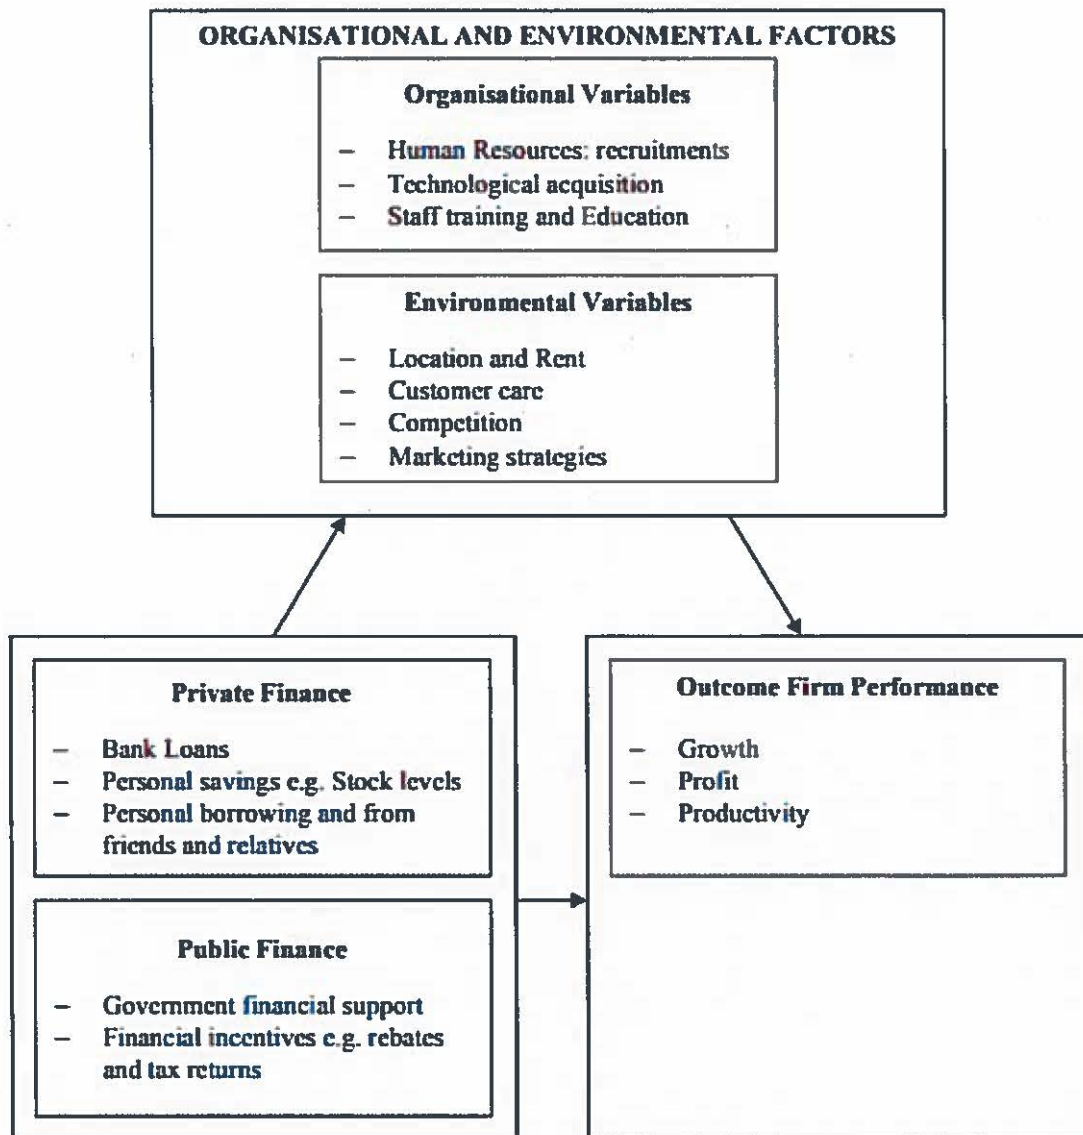 ORGANISATIONAL AND ENVIRONMENTAL FACTORS
Organisational Variables
– Human Resources: recruitments
– Technological acquisition
– Staff training and Education
Environmental Variables
– Location and Rent
– Customer care
– Competition
– Marketing strategies
Private Finance
– Bank Loans
– Personal savings e.g. Stock levels
– Personal borrowing and from
friends and relatives
Public Finance
– Government financial support
– Financial incentives e.g. rebates
and tax returns
Outcome Firm Performance
– Growth
– Profit
– Productivity